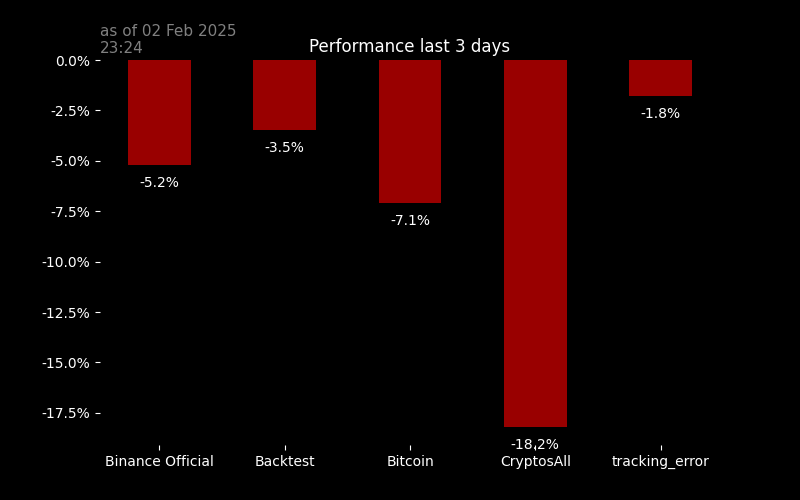 as of 02 Feb 2025
23:24
Performance last 3 days
0.0%
-2.5%
-5.0%
-7.5%
-10.0%
-12.5%
-15.0%
-17.5%
-5.2%
-3.5%
-7.1%
-18.2%
-1.8%
Binance Official
Backtest
Bitcoin
CryptosAll
tracking_error